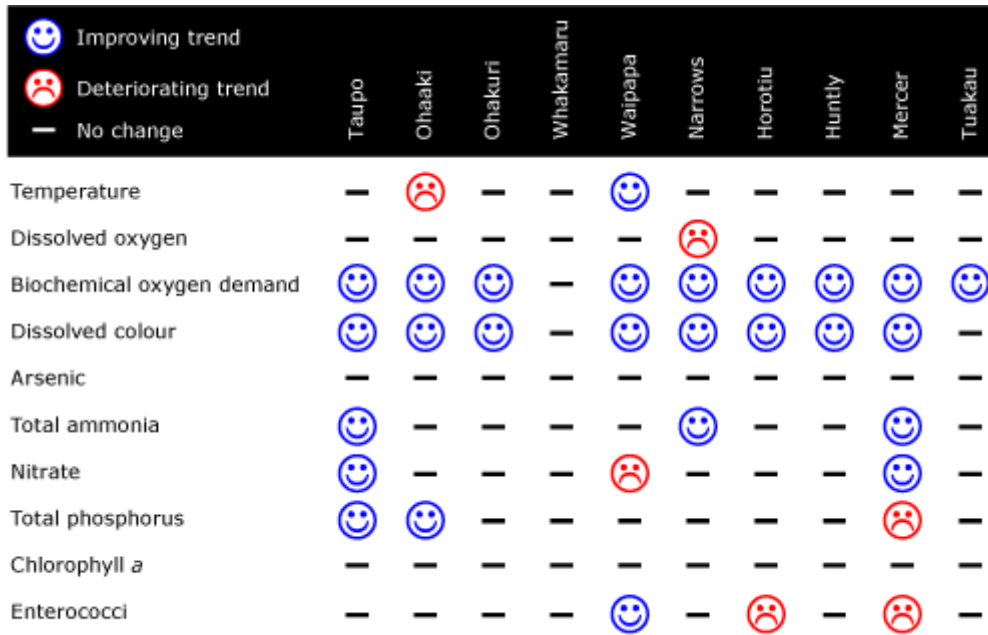 Improving trend
Deteriorating trend
No change
Taupo
Ohaaki
Ohakuri
Whakamaru
Waipapa
Narrows
Horotiu
Huntly
Mercer
Tuakau
Temperature
Dissolved oxygen
Biochemical oxygen demand
Dissolved colour
Arsenic
Total ammonia
Nitrate
Total phosphorus
Chlorophyll a
Enterococci